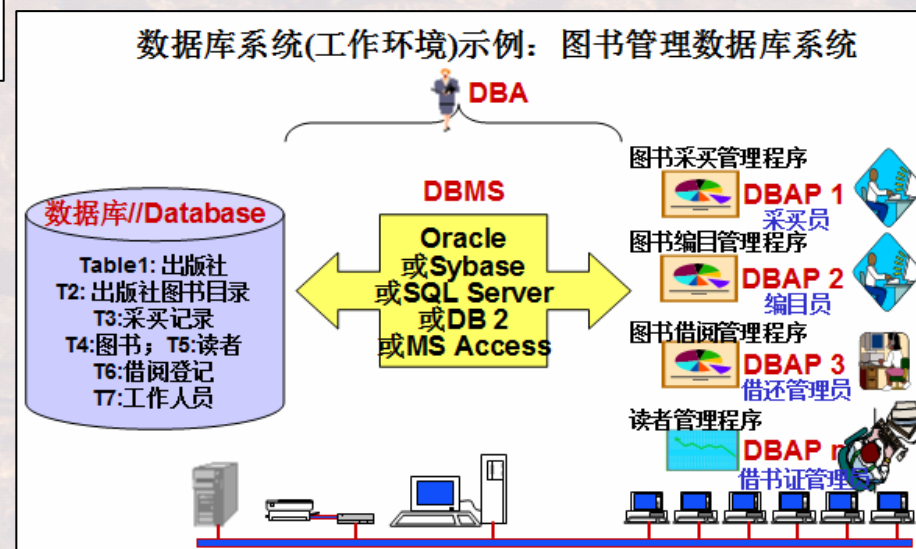 数据库系统(工作环境)示例：图书管理数据库系统
DBA
数据库//Database
Table1: 出版社
T2: 出版社图书目录
T3:采买记录
T4:图书；T5:读者
T6:借阅登记
T7:工作人员
DBMS
Oracle
或Sybase
或SQL Server
或DB 2
或MS Access
图书采买管理程序
DBAP 1
采买员
图书编目管理程序
DBAP 2
编目员
图书借阅管理程序
DBAP 3
借还管理员
读者管理程序
DBAP n
借书证管理员